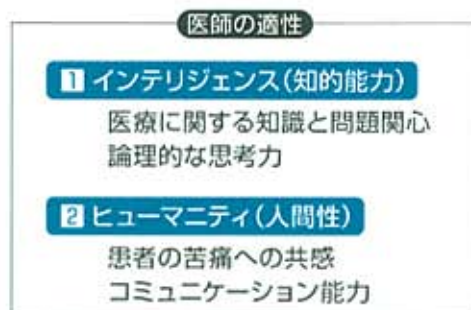 医師の適性
1 インテリジェンス(知的能力)
医療に関する知識と問題関心
論理的な思考力
2 ヒューマニティ(人間性)
患者の苦痛への共感
コミュニケーション能力